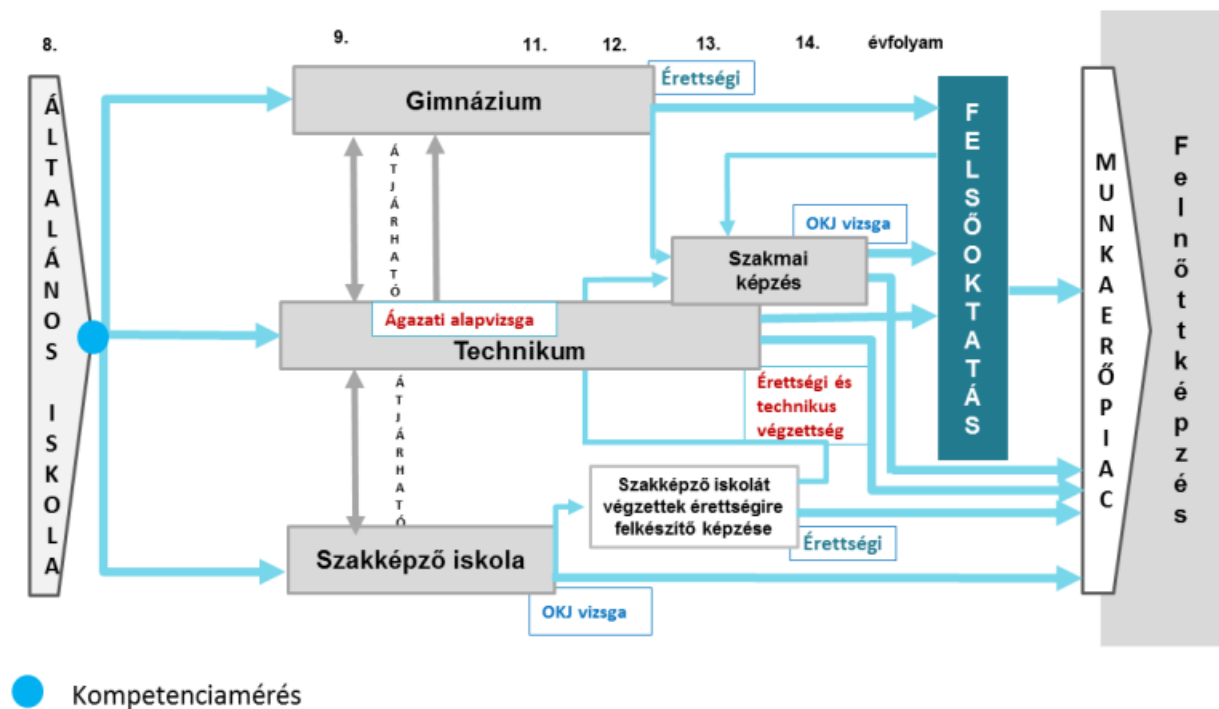 8. 9. 11. 12. 13. 14. évfolyam
ÁLTALÁNOS ISKOLA
Gimnázium
Érettségi
ÁTJÁRHATÓ
Szakmai
képzés
OKJ vizsga
Ágazati alapvizsga
Technikum
Érettségi és
technikus
végzettség
ÁTJÁRHATÓ
Szakképző iskolát
végzettek érettségire
felkészítő képzése
Érettségi
Szakképző iskola
OKJ vizsga
FELSŐOKTATÁS
MUNKAERŐPIAC
Felnőttképzés
Kompetenciamérés